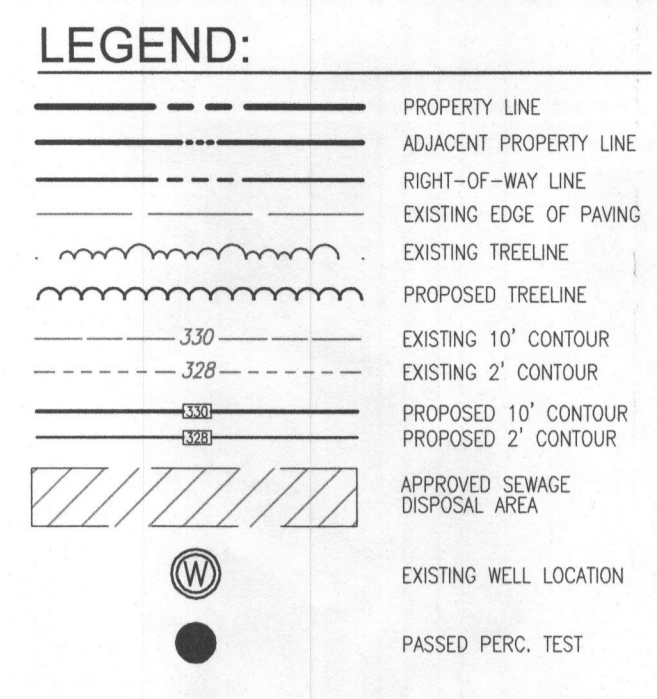 LEGEND:
PROPERTY LINE
ADJACENT PROPERTY LINE
RIGHT-OF-WAY LINE
EXISTING EDGE OF PAVING
EXISTING TREELINE
PROPOSED TREELINE
330 EXISTING 10' CONTOUR
328 EXISTING 2' CONTOUR
330 PROPOSED 10' CONTOUR
328 PROPOSED 2' CONTOUR
APPROVED SEWAGE
DISPOSAL AREA
W EXISTING WELL LOCATION
PASSED PERC. TEST